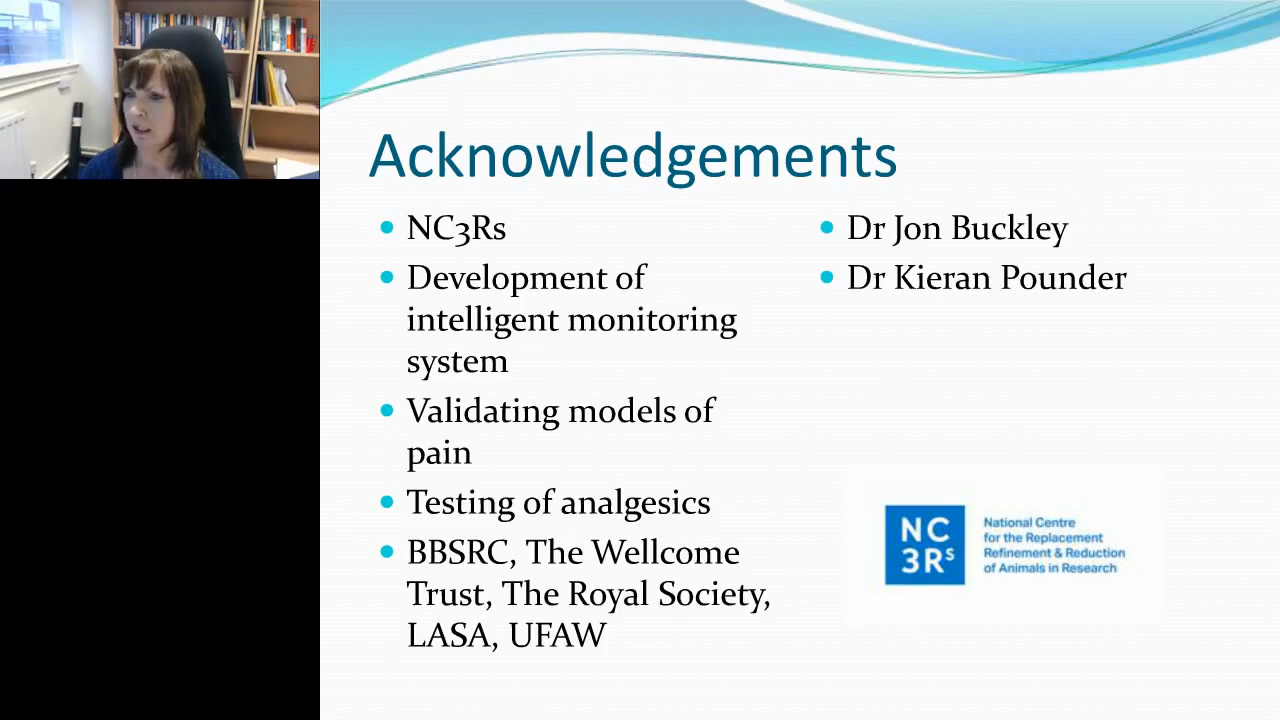 Acknowledgements
NC3Rs
Development of
intelligent monitoring
system
Validating models of
pain
Testing of analgesics
BBSRC, The Wellcome
Trust, The Royal Society,
LASA, UFAW
Dr Jon Buckley
Dr Kieran Pounder
NC
3Rs
National Centre
for the Replacement
Refinement & Reduction
of Animals in Research